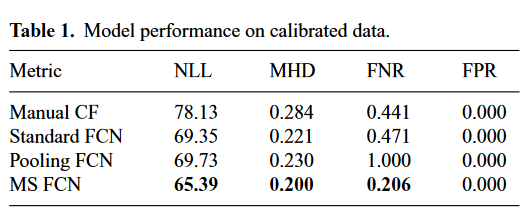 Table 1. Model performance on calibrated data.
Metric NLL MHD FNR FPR
Manual CF 78.13 0.284 0.441 0.000
Standard FCN 69.35 0.221 0.471 0.000
Pooling FCN 69.73 0.230 1.000 0.000
MS FCN 65.39 0.200 0.206 0.000